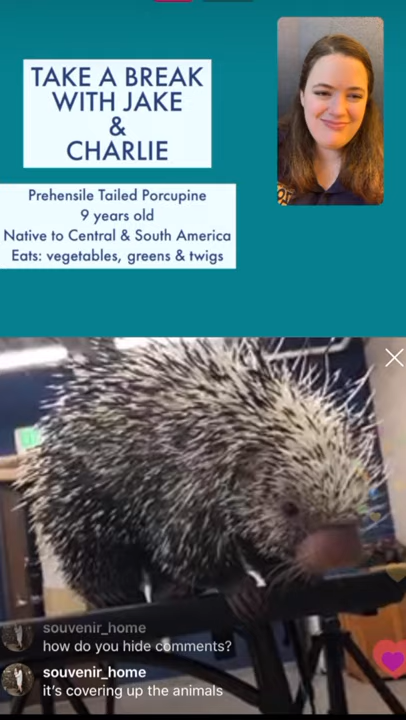 TAKE A BREAK
WITH JAKE
&
CHARLIE
Prehensile Tailed Porcupine
9 years old
Native to Central & South America
Eats: vegetables, greens & twigs
souvenir_home
how do you hide comments?
souvenir_home
it's covering up the animals